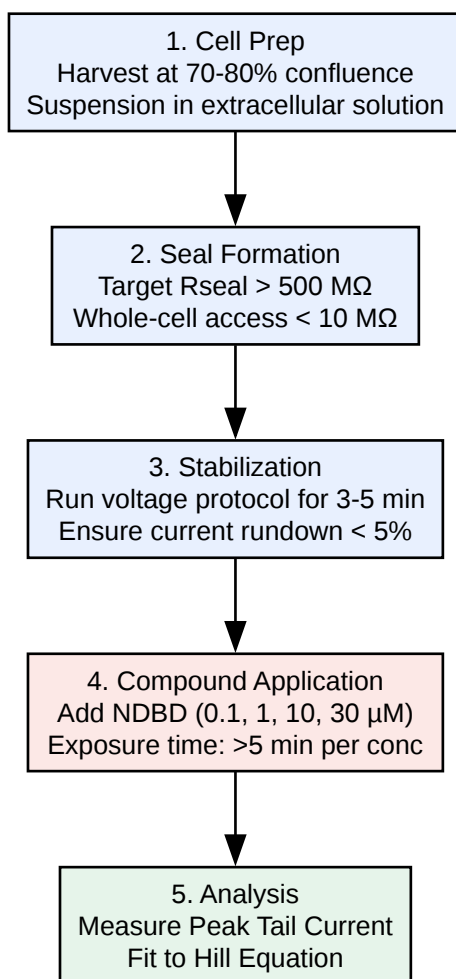 1. Cell Prep
Harvest at 70-80% confluence
Suspension in extracellular solution
2. Seal Formation
Target Rseal > 500 MΩ
Whole-cell access < 10 MΩ
3. Stabilization
Run voltage protocol for 3-5 min
Ensure current rundown < 5%
4. Compound Application
Add NDBD (0.1, 1, 10, 30 µM)
Exposure time: >5 min per conc
5. Analysis
Measure Peak Tail Current
Fit to Hill Equation